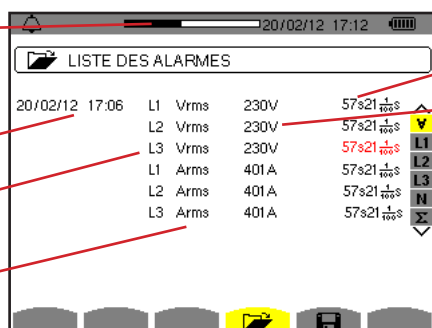 20/02/12 17:12
LISTE DES ALARMES
20/02/12 17:06 L1 Vrms 230V 57s21 1/100 s
L2 Vrms 230V 57s21 1/100 s
L3 Vrms 230V 57s21 1/100 s
L1 Arms 401A 57s21 1/100 s
L2 Arms 401A 57s21 1/100 s
L3 Arms 401A 57s21 1/100 s
∀
L1
L2
L3
N
Σ